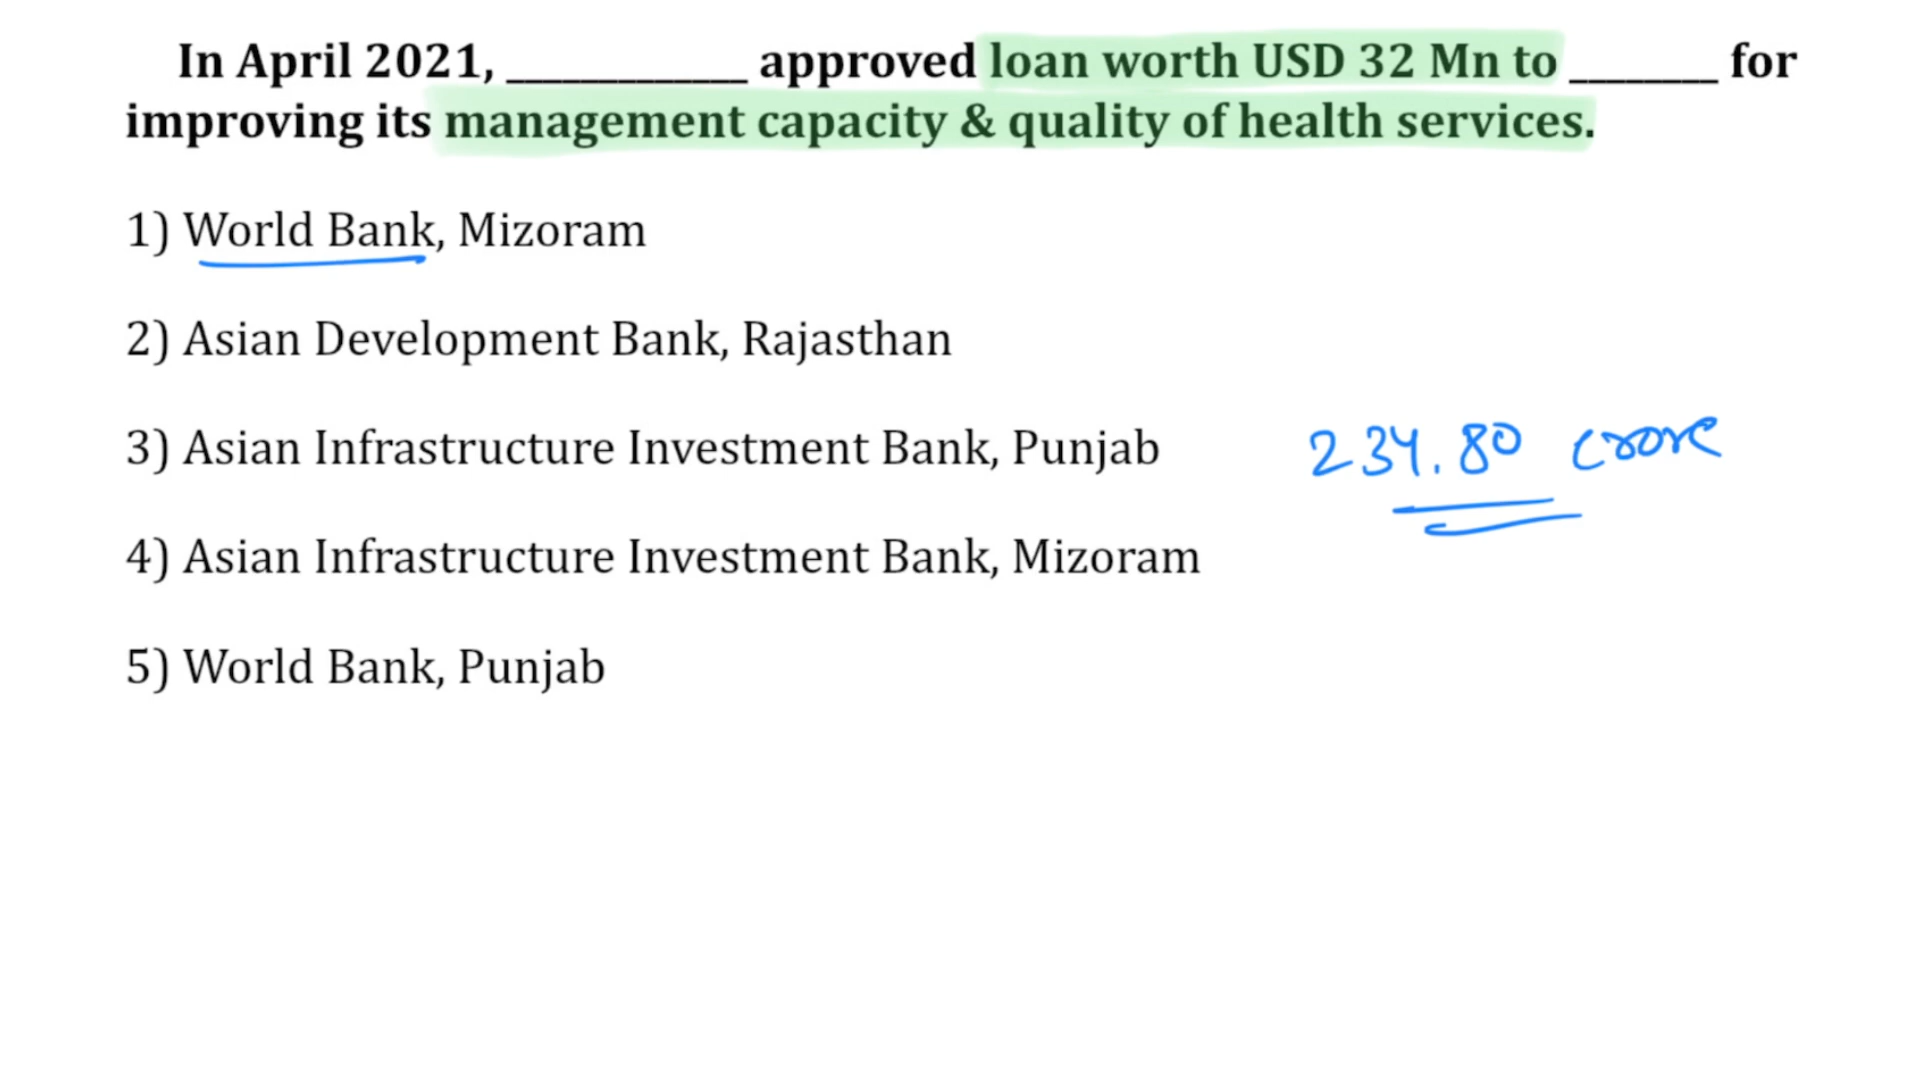 In April 2021, _____________ approved loan worth USD 32 Mn to ________ for
improving its management capacity & quality of health services.
1) World Bank, Mizoram
2) Asian Development Bank, Rajasthan
3) Asian Infrastructure Investment Bank, Punjab
234.80 crore
4) Asian Infrastructure Investment Bank, Mizoram
5) World Bank, Punjab